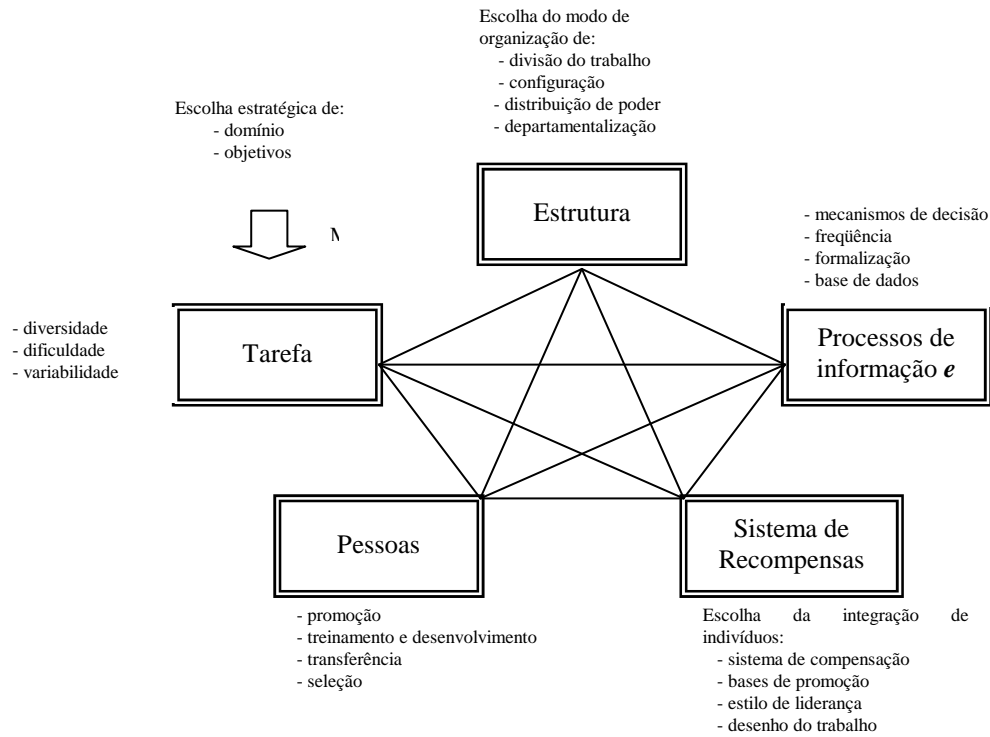 Escolha do modo de
organização de:
- divisão do trabalho
- configuração
- distribuição de poder
- departamentalização
Escolha estratégica de:
- domínio
- objetivos
Estrutura
- mecanismos de decisão
- freqüência
- formalização
- base de dados
- diversidade
- dificuldade
- variabilidade
Tarefa
Processos de
informação e
Pessoas
Sistema de
Recompensas
- promoção
- treinamento e desenvolvimento
- transferência
- seleção
Escolha da integração de
indivíduos:
- sistema de compensação
- bases de promoção
- estilo de liderança
- desenho do trabalho